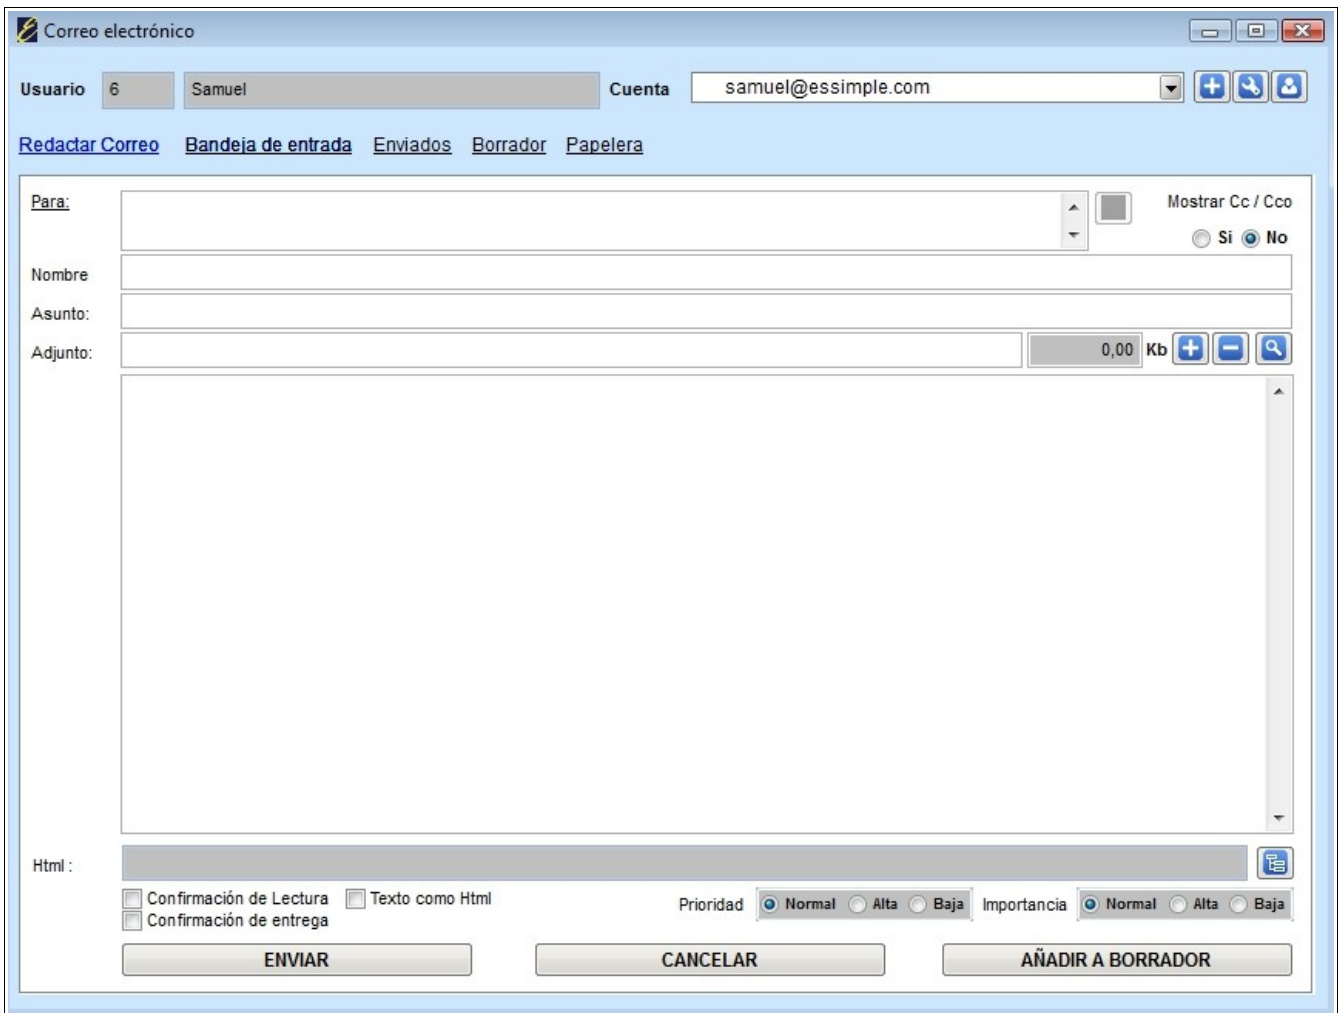 Correo electrónico
Usuario 6 Samuel Cuenta samuel@essimple.com
Redactar Correo Bandeja de entrada Enviados Borrador Papelera
Para: Mostrar Cc / Cco
Si No
Nombre
Asunto:
Adjunto: 0,00 Kb
Html :
Confirmación de Lectura Texto como Html Prioridad Normal Alta Baja Importancia Normal Alta Baja
Confirmación de entrega
ENVIAR CANCELAR AÑADIR A BORRADOR